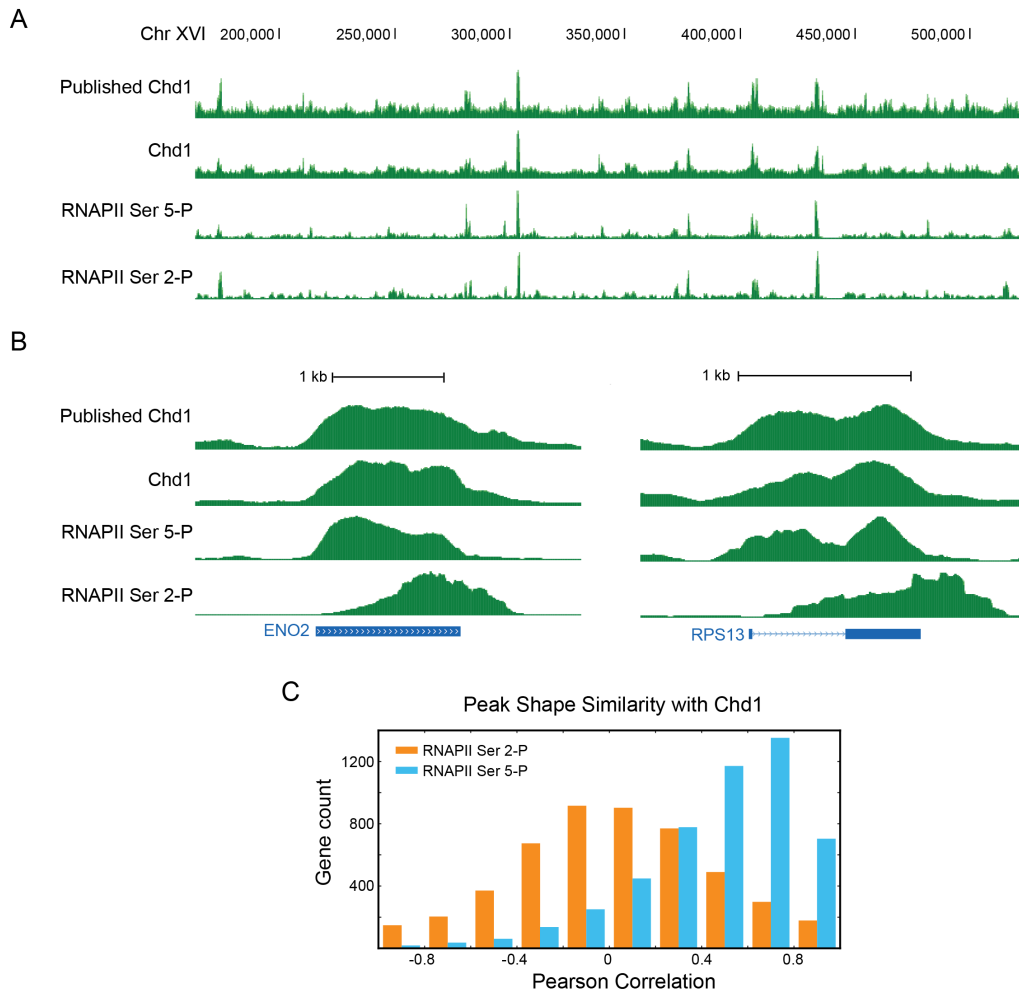 A
Chr XVI 200,000 250,000 300,000 350,000 400,000 450,000 500,000
Published Chd1
Chd1
RNAPII Ser 5-P
RNAPII Ser 2-P
B
1 kb 1 kb
Published Chd1
Chd1
RNAPII Ser 5-P
RNAPII Ser 2-P
ENO2 RPS13
C
Peak Shape Similarity with Chd1
RNAPII Ser 2-P
RNAPII Ser 5-P
1200
800
400
Gene count
-0.8 -0.4 0 0.4 0.8
Pearson Correlation